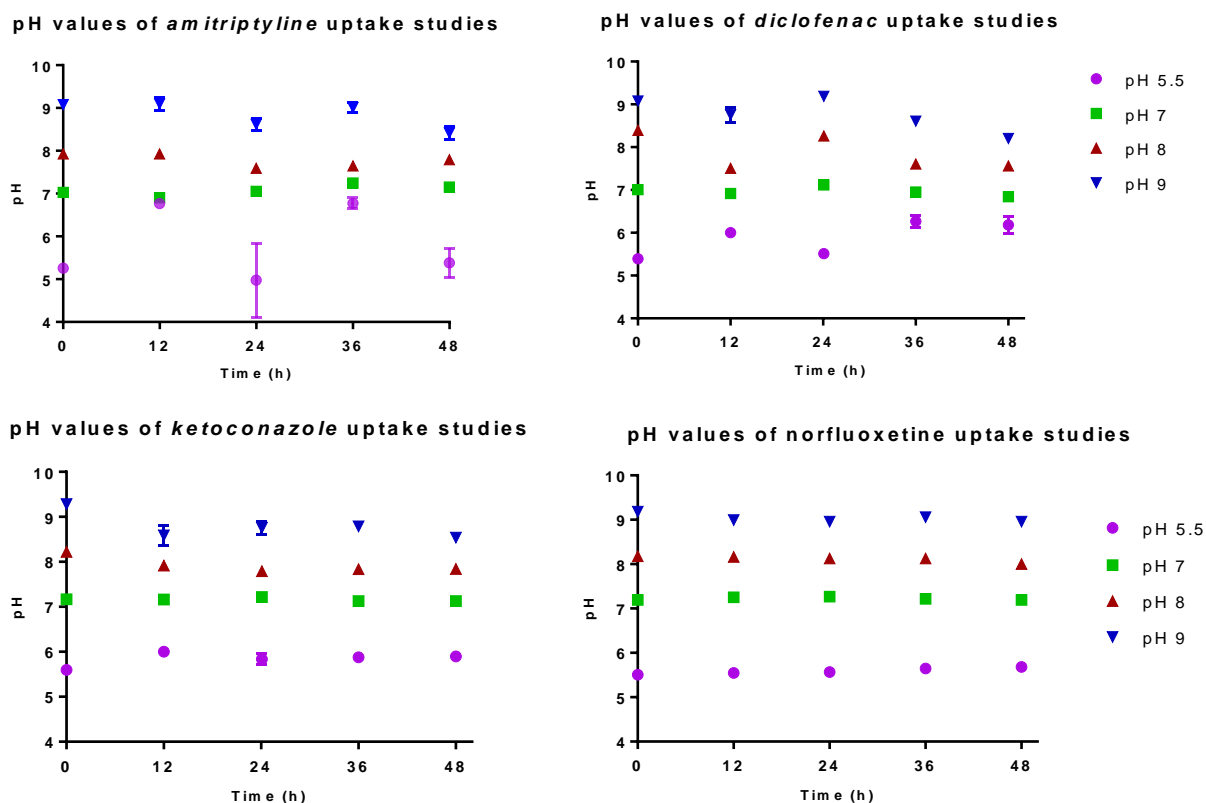 pH values of amitriptyline uptake studies
10
9
8
7
6
5
4
pH
0 12 24 36 48
Time (h)
pH values of diclofenac uptake studies
10
9
8
7
6
5
4
pH
0 12 24 36 48
Time (h)
pH 5.5
pH 7
pH 8
pH 9
pH values of ketoconazole uptake studies
10
9
8
7
6
5
4
pH
0 12 24 36 48
Time (h)
pH values of norfluoxetine uptake studies
10
9
8
7
6
5
4
pH
0 12 24 36 48
Time (h)
pH 5.5
pH 7
pH 8
pH 9